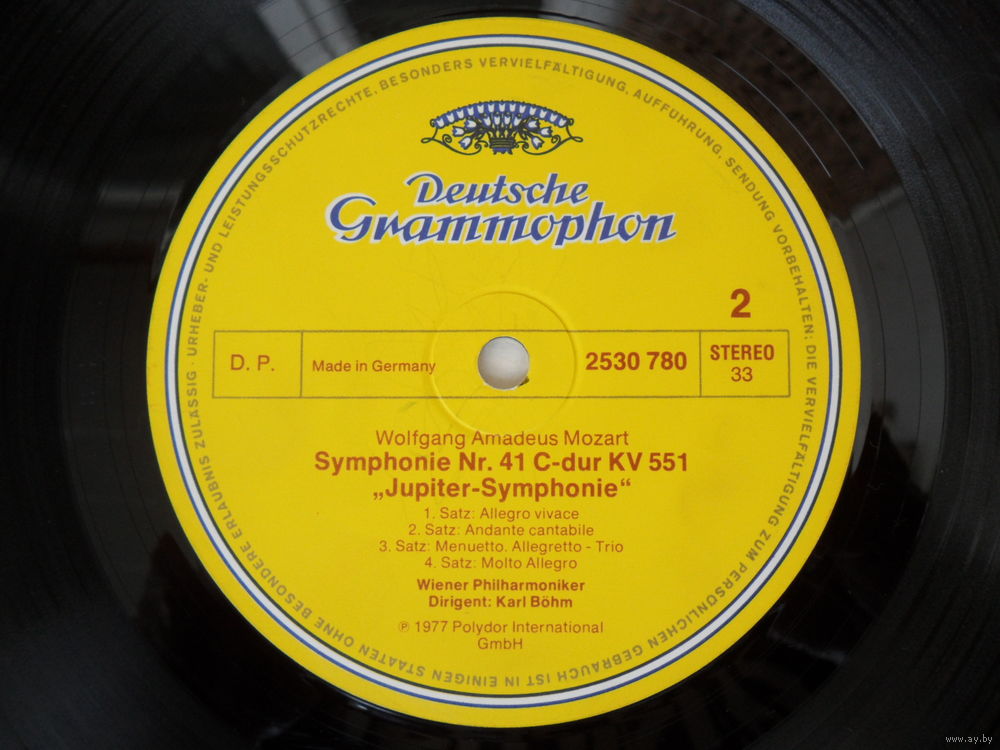 URHEBER- UND LEISTUNGSSCHUTZRECHTE, BESONDERS VERVIELFÄLTIGUNG, AUFFÜHRUNG, SENDUNG VORBEHALTEN: DIE VERVIELFÄLTIGUNG ZUM PERSÖNLICHEN GEBRAUCH IST IN EINIGEN STAATEN OHNE BESONDERE ERLAUBNIS ZULÄSSIG ·
Deutsche
Grammophon
2
D. P.
Made in Germany
2530 780
STEREO
33
Wolfgang Amadeus Mozart
Symphonie Nr. 41 C-dur KV 551
„Jupiter-Symphonie“
1. Satz: Allegro vivace
2. Satz: Andante cantabile
3. Satz: Menuetto. Allegretto - Trio
4. Satz: Molto Allegro
Wiener Philharmoniker
Dirigent: Karl Böhm
℗ 1977 Polydor International
GmbH
www.ay.by